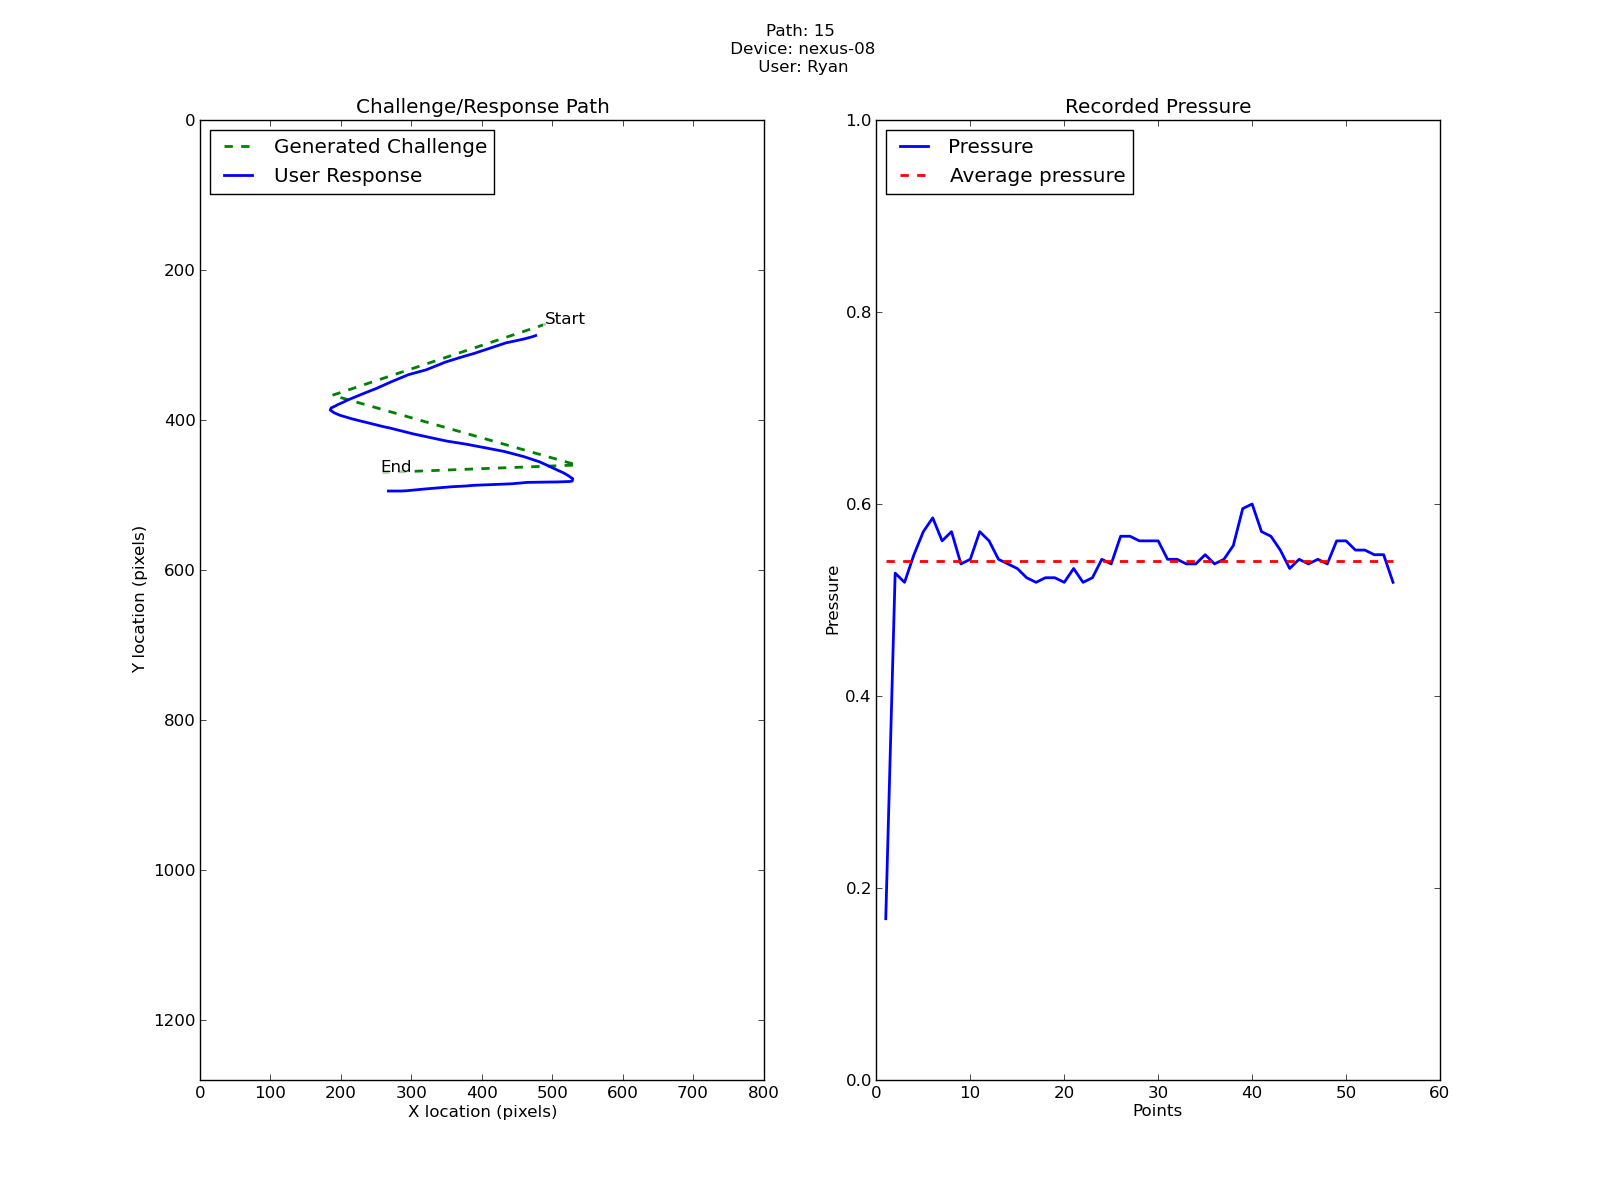 Path: 15
Device: nexus-08
User: Ryan
Challenge/Response Path
Generated Challenge
User Response
Start
End
0
200
400
600
800
1000
1200
Y location (pixels)
0 100 200 300 400 500 600 700 800
X location (pixels)
Recorded Pressure
Pressure
Average pressure
1.0
0.8
0.6
0.4
0.2
0.0
Pressure
0 10 20 30 40 50 60
Points